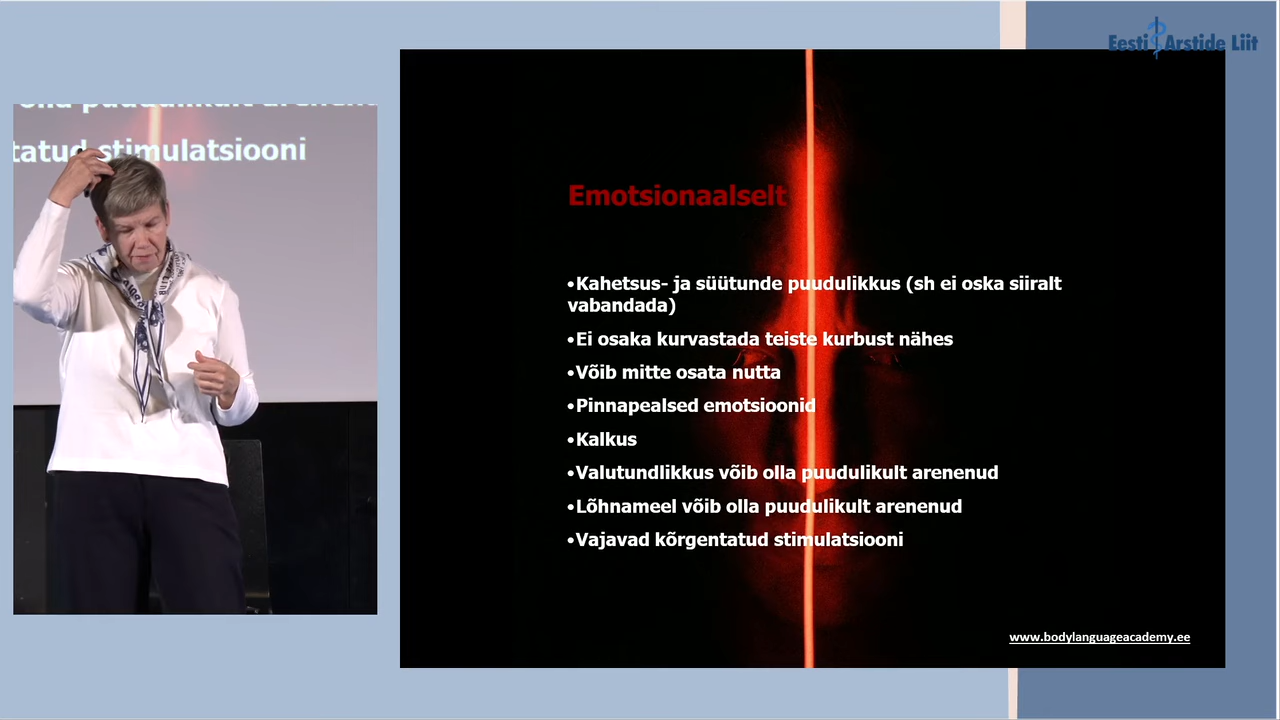 Eesti Arstide Liit
tatud stimulatsiooni
Emotsionaalselt
•Kahetsus- ja süütunde puudulikkus (sh ei oska siiralt
vabandada)
•Ei osaka kurvastada teiste kurbust nähes
•Võib mitte osata nutta
•Pinnapealsed emotsioonid
•Kalkus
•Valutundlikkus võib olla puudulikult arenenud
•Lõhnameel võib olla puudulikult arenenud
•Vajavad kõrgentatud stimulatsiooni
www.bodylanguageacademy.ee